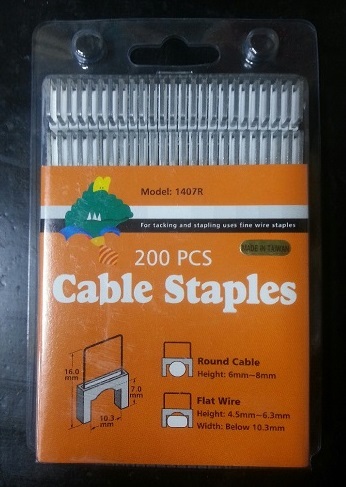 Model: 1407R
For tacking and stapling uses fine wire staples
MADE IN TAIWAN
200 PCS
Cable Staples
16.0
mm
7.0
mm
10.3
mm
Round Cable
Height: 6mm~8mm
Flat Wire
Height: 4.5mm~6.3mm
Width: Below 10.3mm